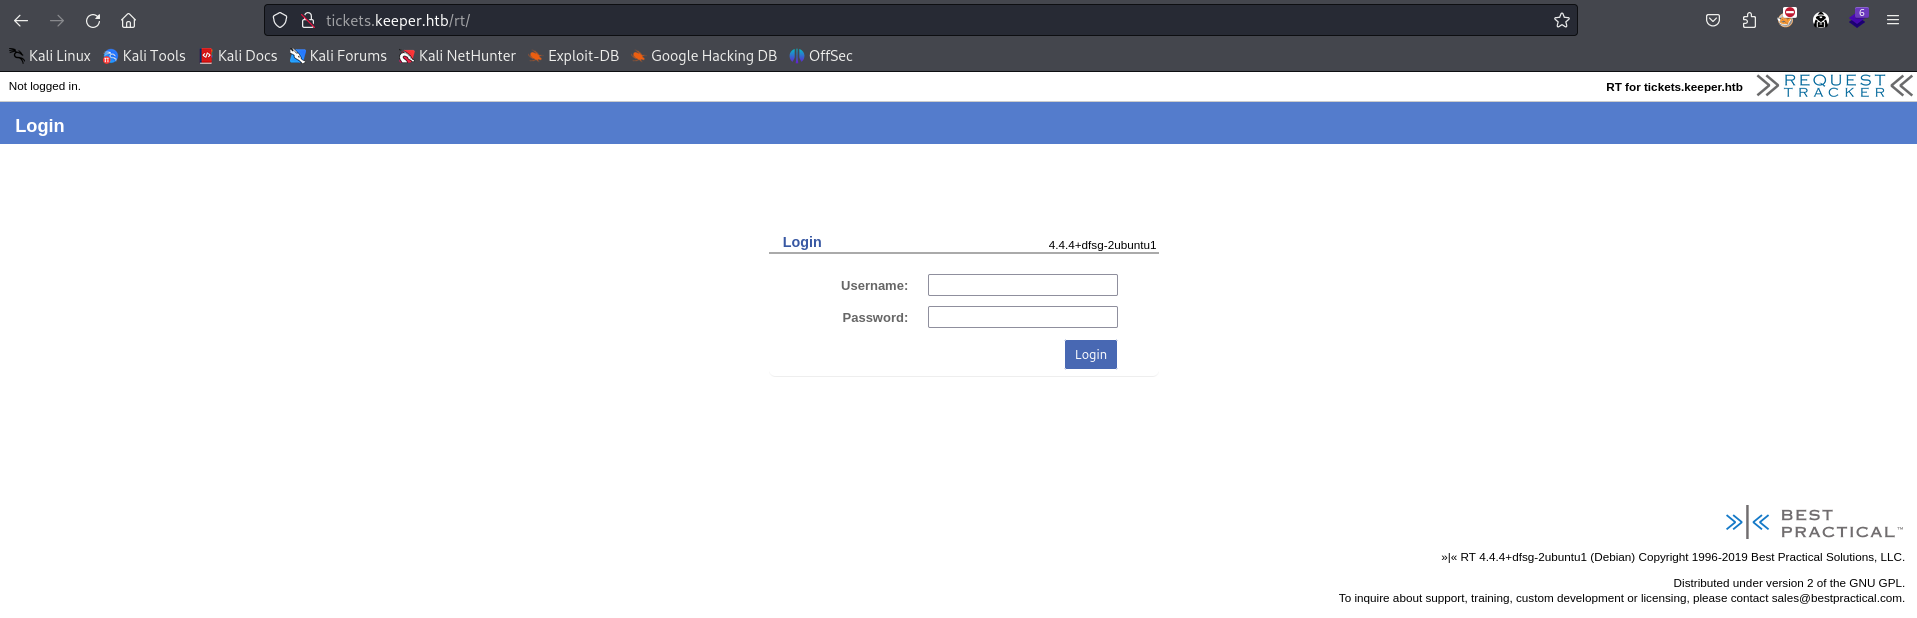 tickets.keeper.htb/rt/
6
Kali Linux Kali Tools Kali Docs Kali Forums Kali NetHunter Exploit-DB Google Hacking DB OffSec
Not logged in.
RT for tickets.keeper.htb
REQUEST
TRACKER
Login
Login
4.4.4+dfsg-2ubuntu1
Username:
Password:
Login
BEST
PRACTICAL™
»|« RT 4.4.4+dfsg-2ubuntu1 (Debian) Copyright 1996-2019 Best Practical Solutions, LLC.
Distributed under version 2 of the GNU GPL.
To inquire about support, training, custom development or licensing, please contact sales@bestpractical.com.